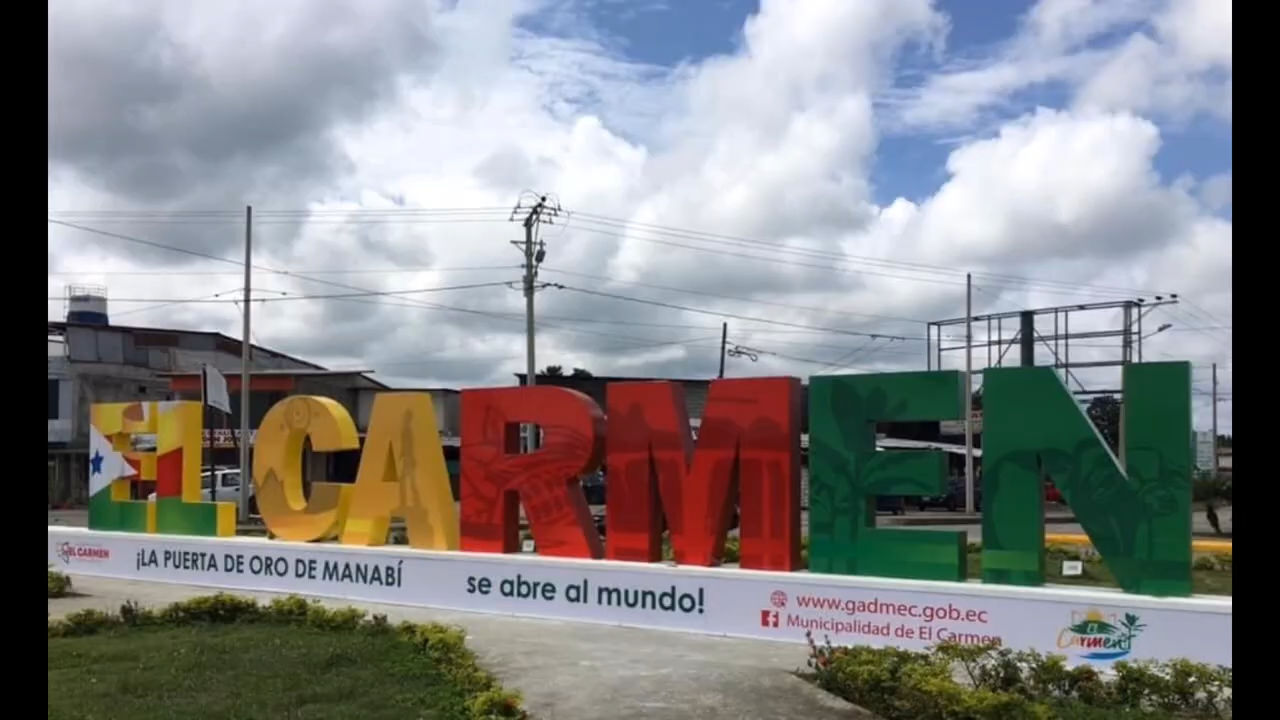 EL CARMEN
EL CARMEN
¡LA PUERTA DE ORO DE MANABÍ se abre al mundo!
www.gadmec.gob.ec
Municipalidad de El Carmen
El
Carmen